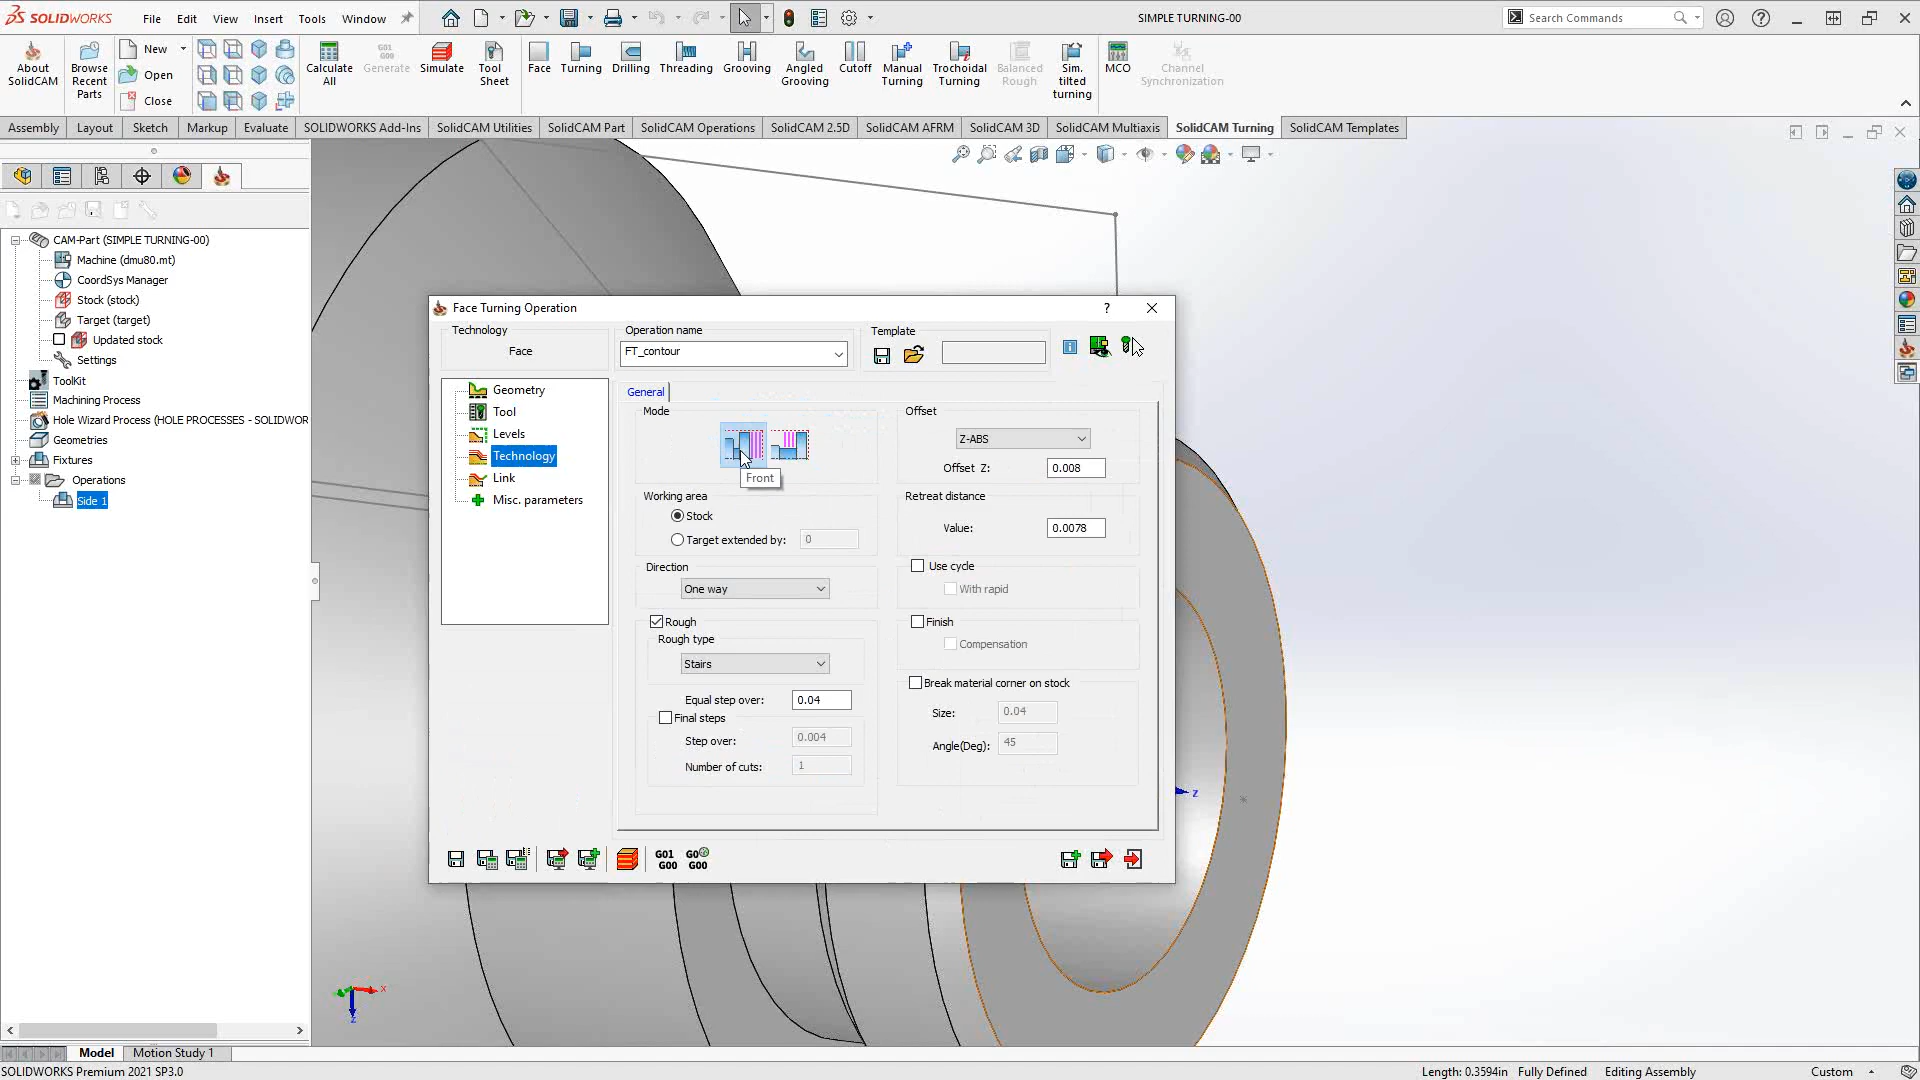 SOLIDWORKS
File
Edit
View
Insert
Tools
Window
SIMPLE TURNING-00
Search Commands
About SolidCAM
Browse Recent Parts
New
Open
Close
Calculate All
G01
G00
Generate
Simulate
Tool Sheet
Face
Turning
Drilling
Threading
Grooving
Angled Grooving
Cutoff
Manual Turning
Trochoidal Turning
Balanced Rough
Sim. tilted turning
MCO
Channel Synchronization
Assembly
Layout
Sketch
Markup
Evaluate
SOLIDWORKS Add-Ins
SolidCAM Utilities
SolidCAM Part
SolidCAM Operations
SolidCAM 2.5D
SolidCAM AFRM
SolidCAM 3D
SolidCAM Multiaxis
SolidCAM Turning
SolidCAM Templates
CAM-Part (SIMPLE TURNING-00)
Machine (dmu80.mt)
CoordSys Manager
Stock (stock)
Target (target)
Updated stock
Settings
ToolKit
Machining Process
Hole Wizard Process (HOLE PROCESSES - SOLIDWOR
Geometries
Fixtures
Operations
Side 1
Face Turning Operation
?
Technology
Face
Operation name
FT_contour
Template
Geometry
Tool
Levels
Technology
Link
Misc. parameters
General
Mode
Front
Working area
Stock
Target extended by:
0
Direction
One way
Rough
Rough type
Stairs
Equal step over:
0.04
Final steps
Step over:
0.004
Number of cuts:
1
Offset
Z-ABS
Offset Z:
0.008
Retreat distance
Value:
0.0078
Use cycle
With rapid
Finish
Compensation
Break material corner on stock
Size:
0.04
Angle(Deg):
45
G01
G00
G0
G00
Z
X
Z
Model
Motion Study 1
SOLIDWORKS Premium 2021 SP3.0
Length: 0.3594in
Fully Defined
Editing Assembly
Custom